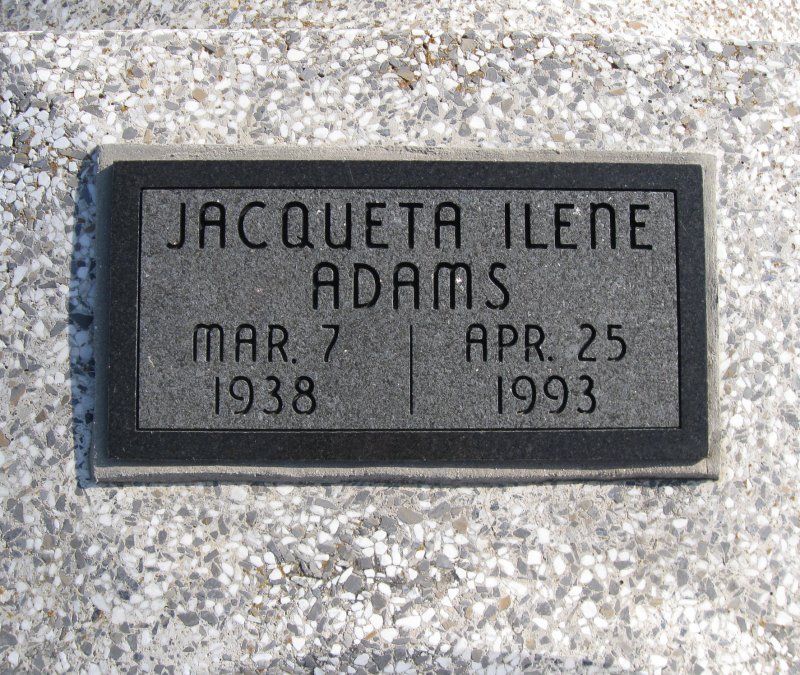 JACQUETA ILENE
ADAMS
MAR. 7 APR. 25
1938 1993